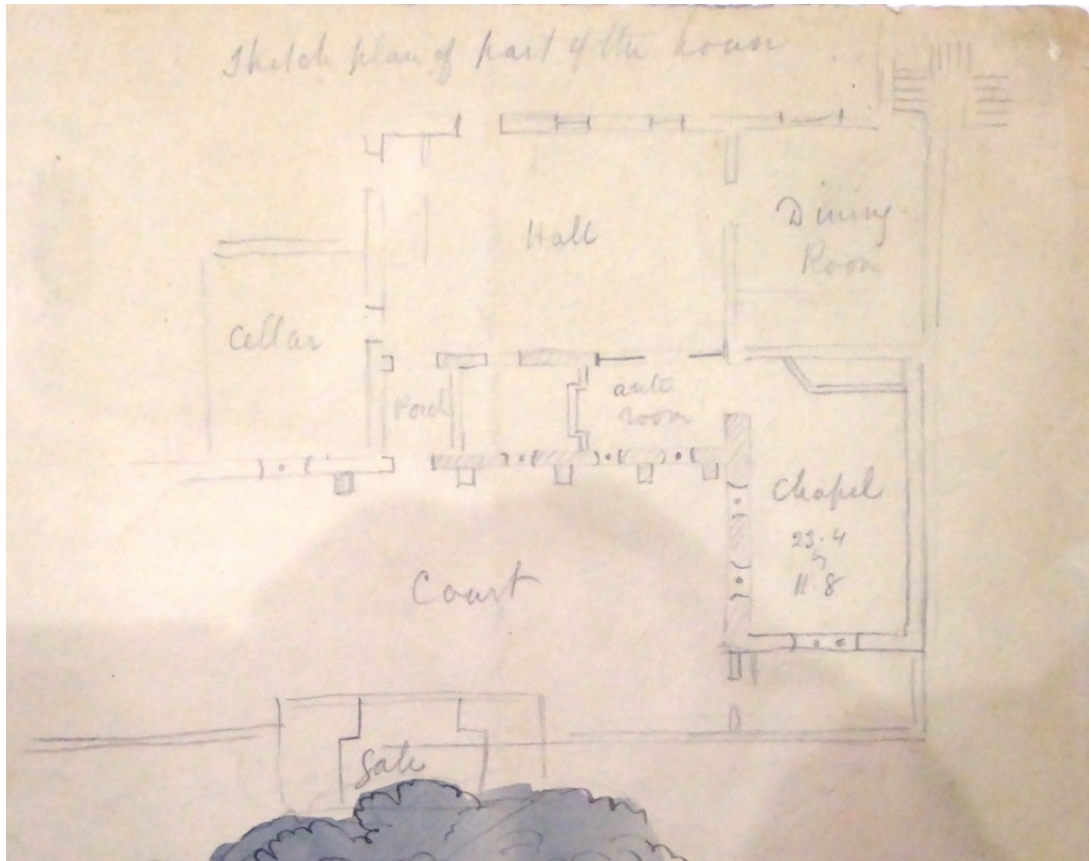 Sketch plan of part of the house
Hall
Dining
Room
Cellar
Porch
ante
room
Chapel
23.4
by
11.8
Court
Gate